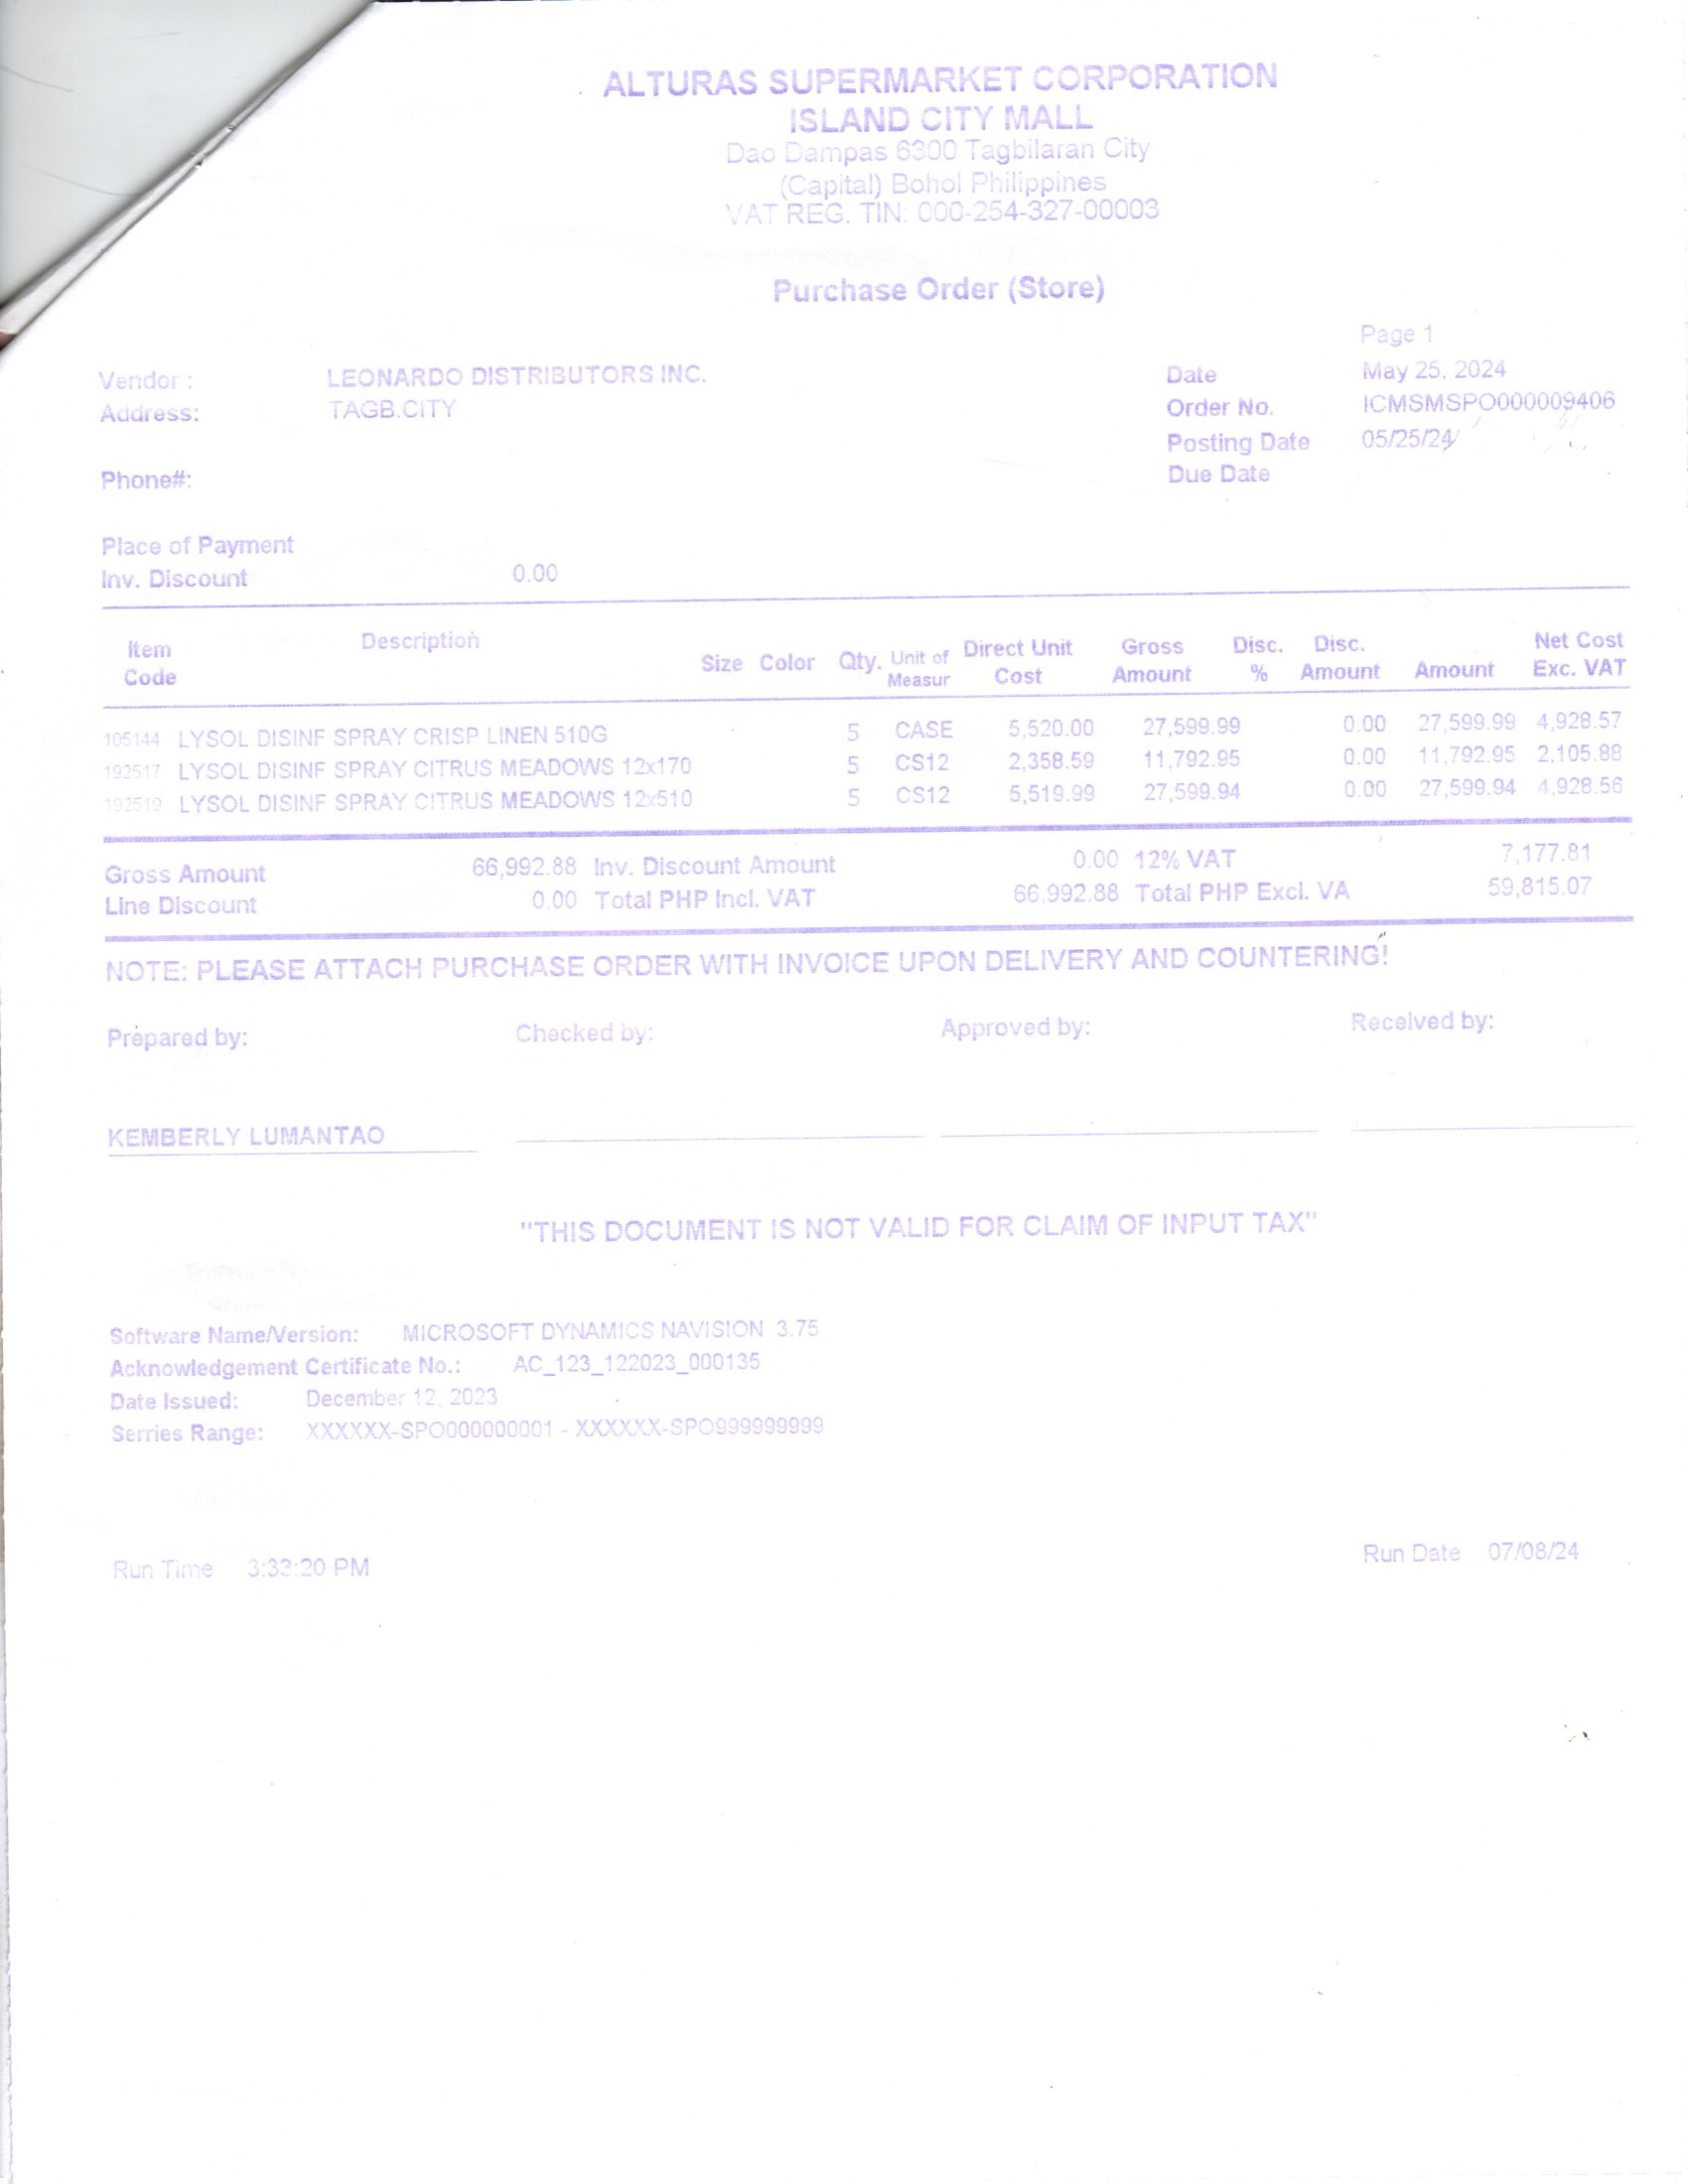 ALTURAS SUPERMARKET CORPORATION
ISLAND CITY MALL
Dao Dampas 6300 Tagbilaran City
(Capital) Bohol Philippines
VAT REG. TIN: 000-254-327-00003
Purchase Order (Store)
Page 1
Vendor : LEONARDO DISTRIBUTORS INC. Date May 25, 2024
Address: TAGB.CITY Order No. ICMSMSPO000009406
Posting Date 05/25/24
Phone#: Due Date
Place of Payment
Inv. Discount 0.00
Item Code Description Size Color Qty. Unit of Measur Direct Unit Cost Gross Amount Disc. % Disc. Amount Amount Net Cost Exc. VAT
105144 LYSOL DISINF SPRAY CRISP LINEN 510G 5 CASE 5,520.00 27,599.99 0.00 27,599.99 4,928.57
192517 LYSOL DISINF SPRAY CITRUS MEADOWS 12x170 5 CS12 2,358.59 11,792.95 0.00 11,792.95 2,105.88
192519 LYSOL DISINF SPRAY CITRUS MEADOWS 12x510 5 CS12 5,519.99 27,599.94 0.00 27,599.94 4,928.56
Gross Amount 66,992.88 Inv. Discount Amount 0.00 12% VAT 7,177.81
Line Discount 0.00 Total PHP Incl. VAT 66,992.88 Total PHP Excl. VA 59,815.07
NOTE: PLEASE ATTACH PURCHASE ORDER WITH INVOICE UPON DELIVERY AND COUNTERING!
Prepared by: Checked by: Approved by: Received by:
KEMBERLY LUMANTAO
"THIS DOCUMENT IS NOT VALID FOR CLAIM OF INPUT TAX"
Software Name/Version: MICROSOFT DYNAMICS NAVISION 3.75
Acknowledgement Certificate No.: AC_123_122023_000135
Date Issued: December 12, 2023
Serries Range: XXXXXX-SPO000000001 - XXXXXX-SPO999999999
Run Time 3:33:20 PM Run Date 07/08/24